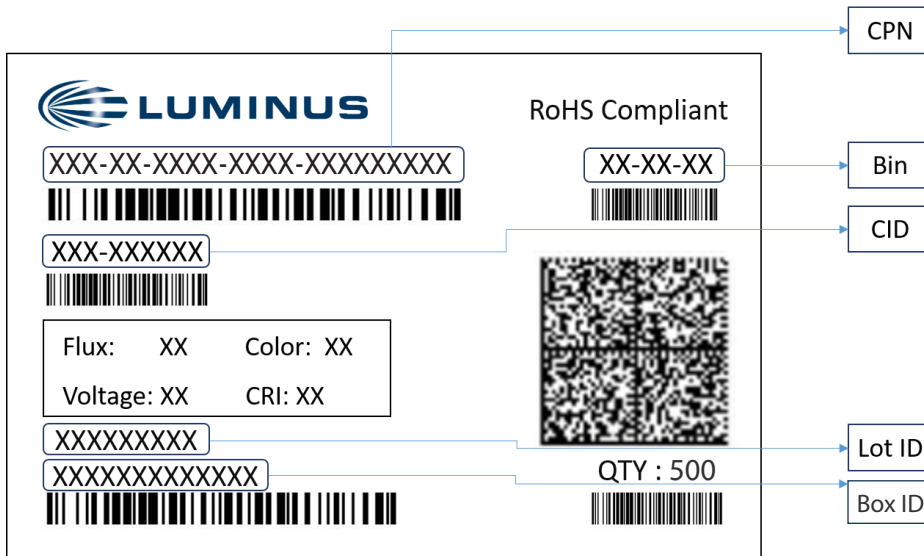 CPN
LUMINUS
RoHS Compliant
XXX-XX-XXXX-XXXX-XXXXXXXXX
XX-XX-XX
Bin
CID
XXX-XXXXXX
Flux: XX Color: XX
Voltage: XX CRI: XX
XXXXXXXXX
Lot ID
XXXXXXXXXXXXX
QTY : 500
Box ID